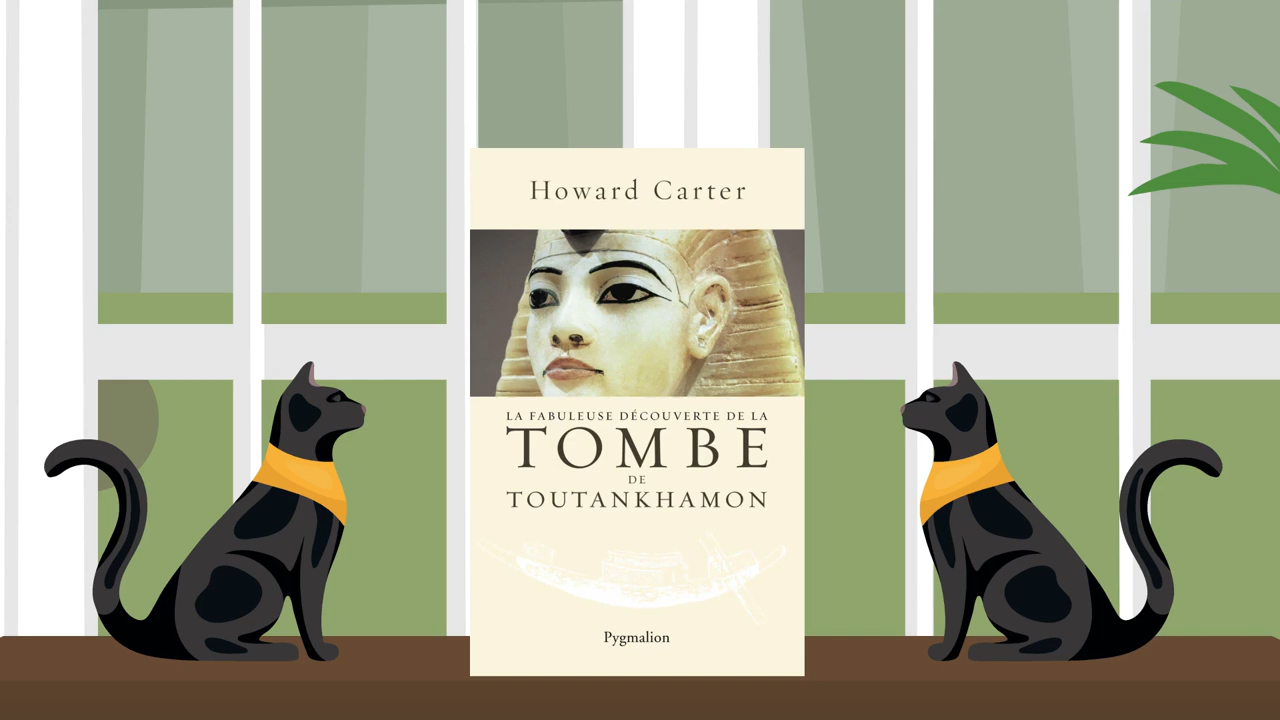 Howard Carter
LA FABULEUSE DÉCOUVERTE DE LA
TOMBE
DE
TOUTANKHAMON
Pygmalion